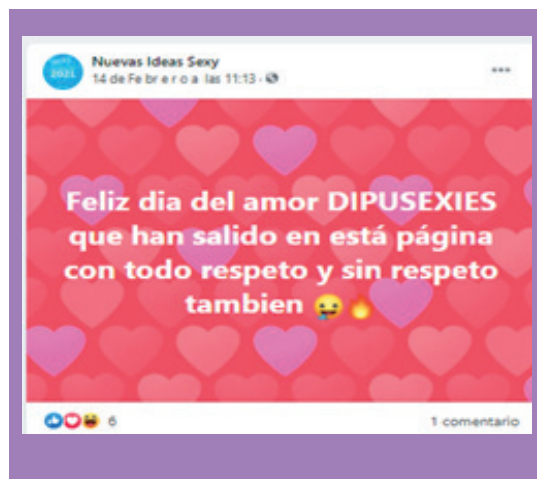 Nuevas Ideas Sexy
14 de Febrero a las 11:13 ·
Feliz dia del amor DIPUSEXIES
que han salido en está página
con todo respeto y sin respeto
tambien 🤤🔥
6
1 comentario